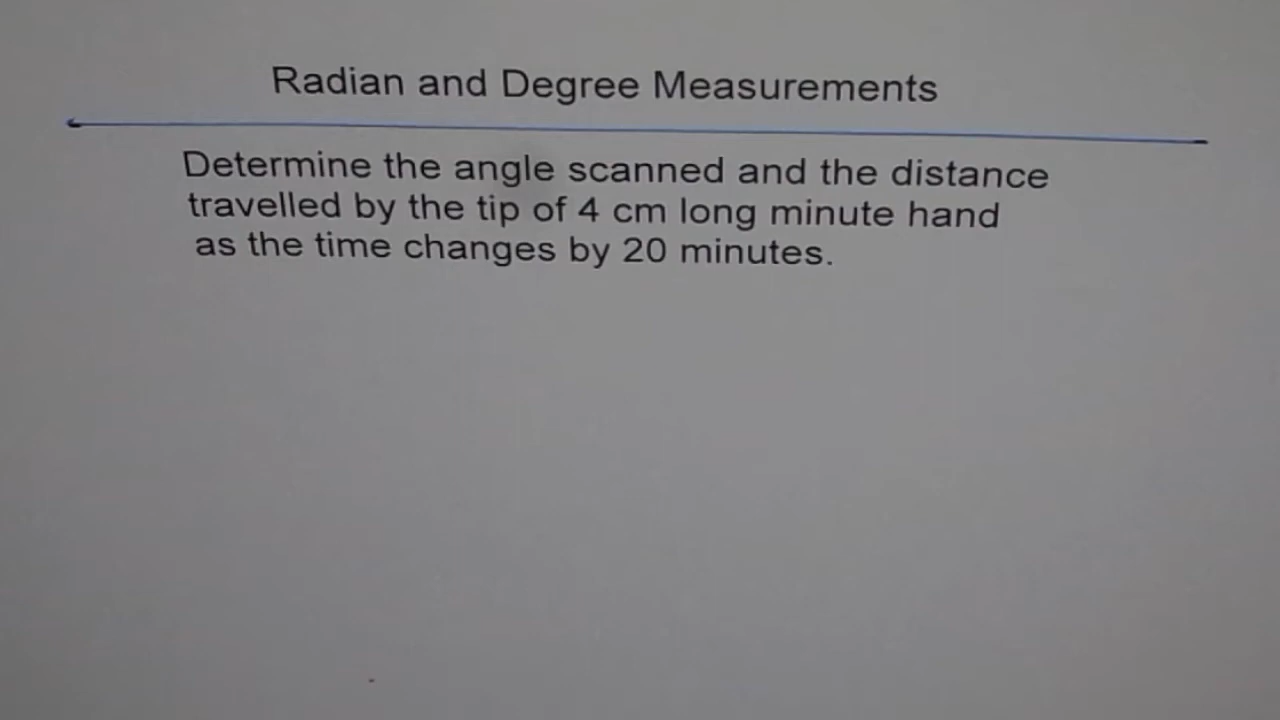 Radian and Degree Measurements
Determine the angle scanned and the distance
travelled by the tip of 4 cm long minute hand
as the time changes by 20 minutes.